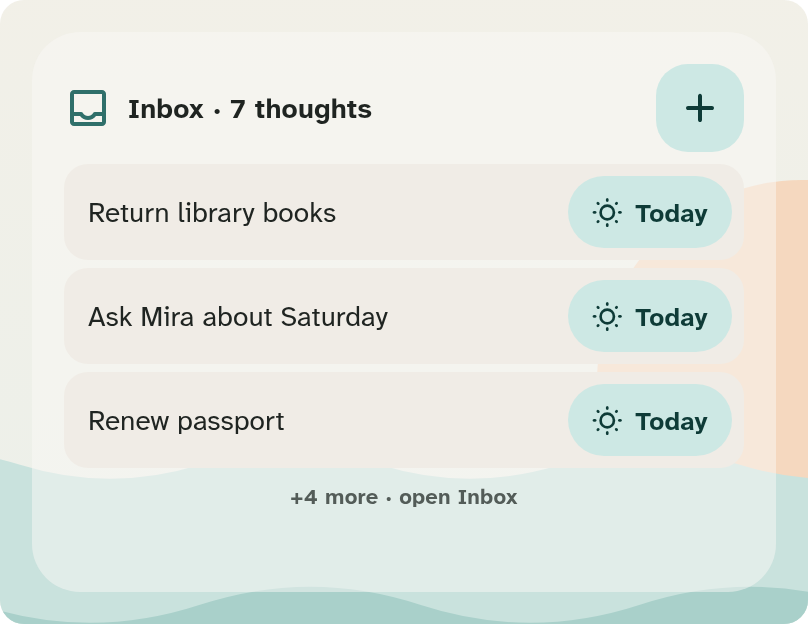 Inbox · 7 thoughts
Return library books
Today
Ask Mira about Saturday
Today
Renew passport
Today
+4 more · open Inbox